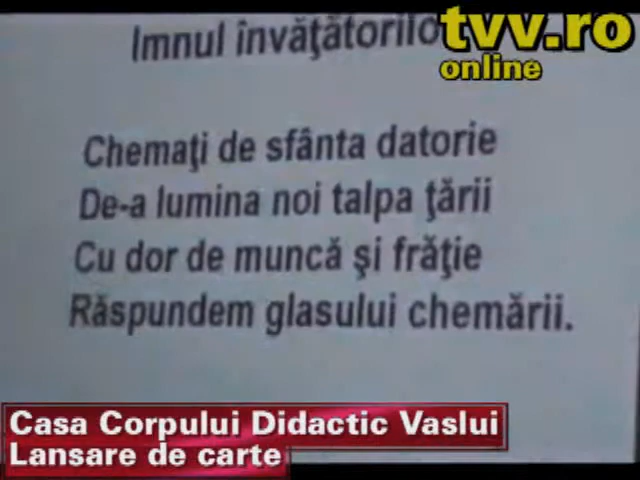 Imnul învăţătorilo
tvv.ro
online
Chemaţi de sfânta datorie
De-a lumina noi talpa ţării
Cu dor de muncă şi frăţie
Răspundem glasului chemării.
Casa Corpului Didactic Vaslui
Lansare de carte